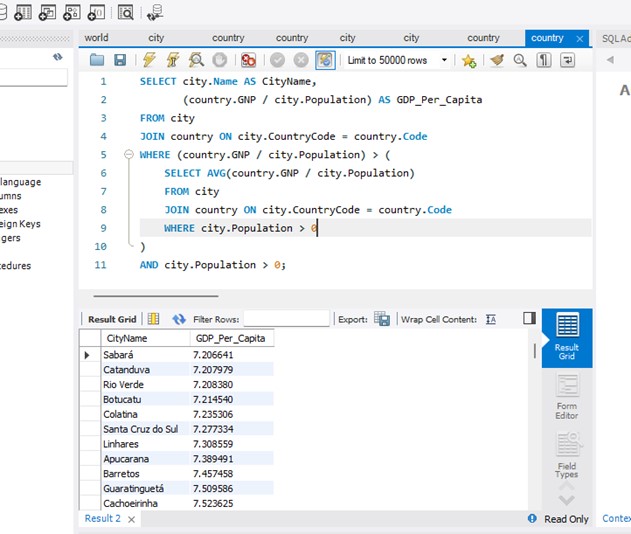 world city country country city city country country SQLAd
Limit to 50000 rows
1 SELECT city.Name AS CityName,
2 (country.GNP / city.Population) AS GDP_Per_Capita
3 FROM city
4 JOIN country ON city.CountryCode = country.Code
5 WHERE (country.GNP / city.Population) > (
6 SELECT AVG(country.GNP / city.Population)
7 FROM city
8 JOIN country ON city.CountryCode = country.Code
9 WHERE city.Population > 0
10 )
11 AND city.Population > 0;
language
umns
exes
eign Keys
gers
cedures
A
Result Grid Filter Rows: Export: Wrap Cell Content: IA
CityName GDP_Per_Capita
Sabará 7.206641
Catanduva 7.207979
Rio Verde 7.208380
Botucatu 7.214540
Colatina 7.235306
Santa Cruz do Sul 7.277334
Linhares 7.308559
Apucarana 7.389491
Barretos 7.457458
Guaratinguetá 7.509586
Cachoeirinha 7.523625
Result
Grid
Form
Editor
Field
Types
Result 2 Read Only Contex